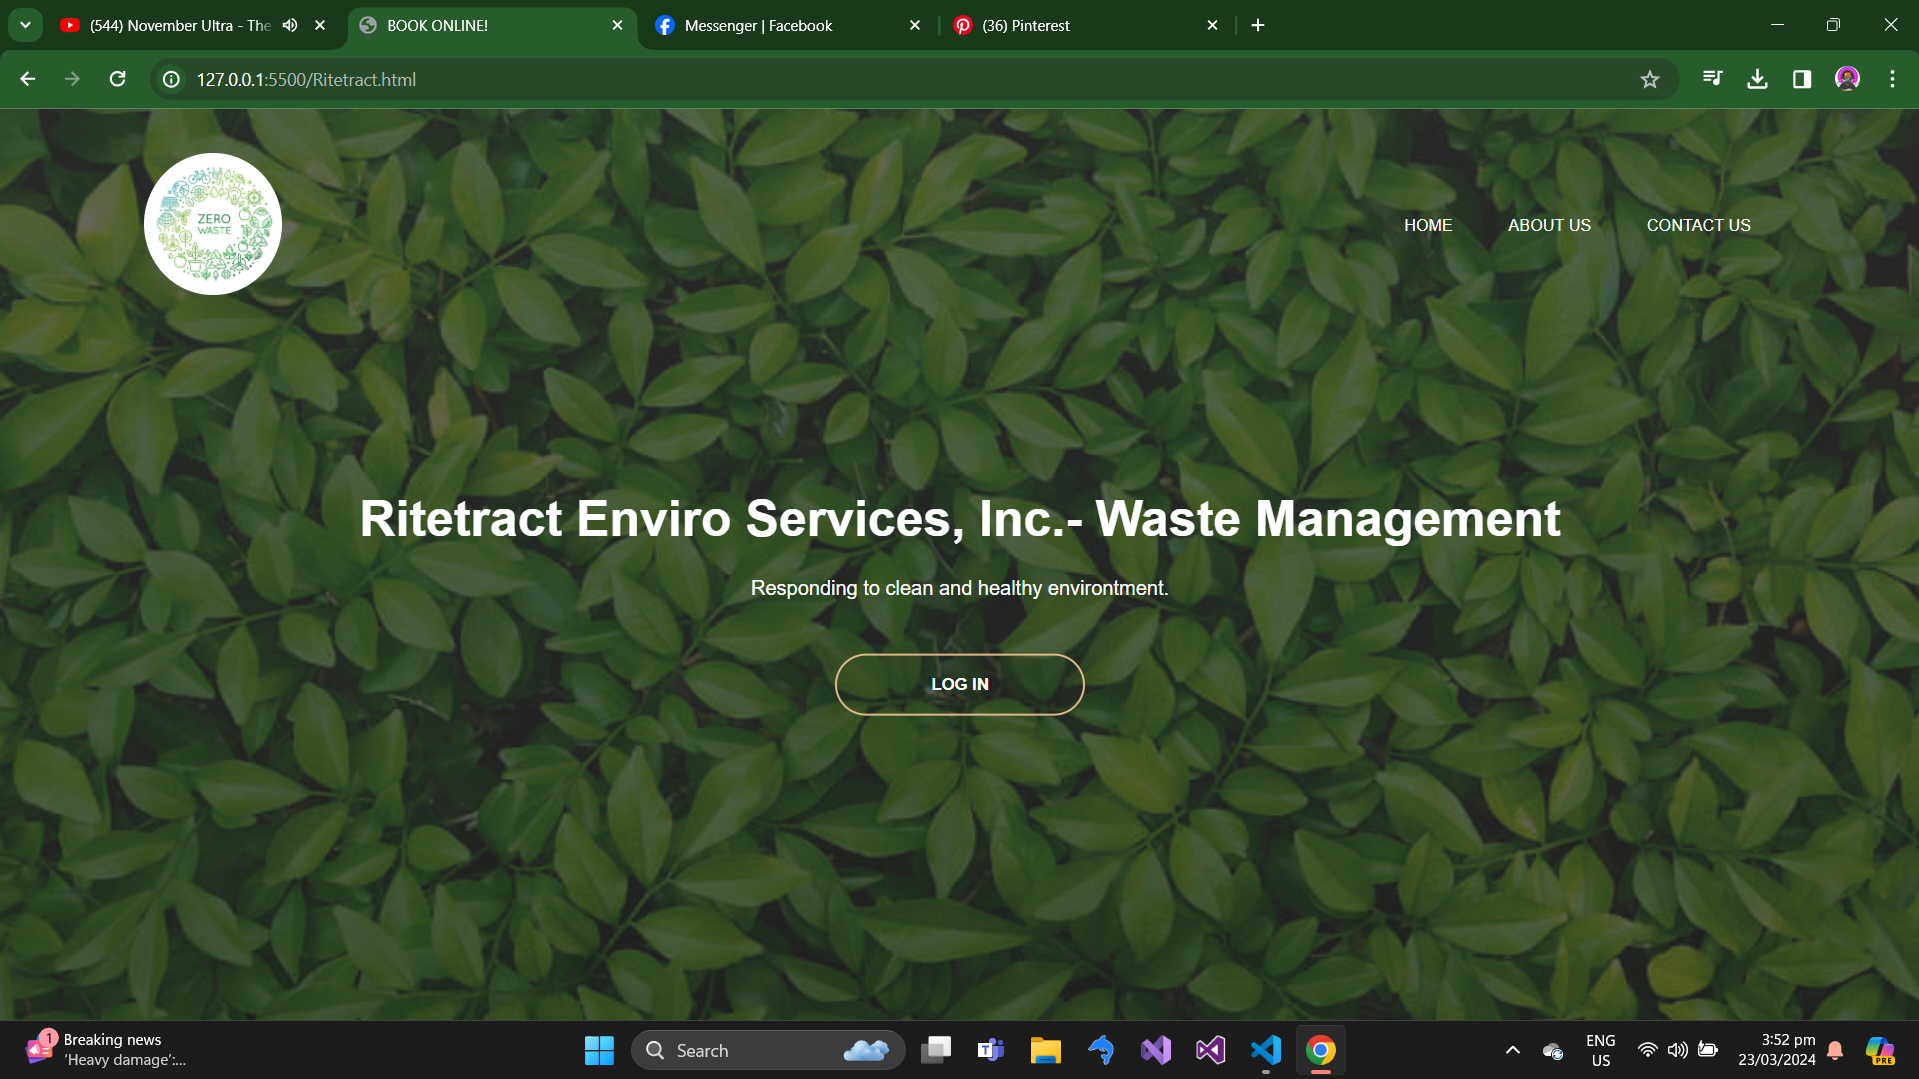 (544) November Ultra - The
BOOK ONLINE!
Messenger | Facebook
(36) Pinterest
127.0.0.1:5500/Ritetract.html
ZERO
WASTE
HOME
ABOUT US
CONTACT US
Ritetract Enviro Services, Inc.- Waste Management
Responding to clean and healthy environtment.
LOG IN
1
Breaking news
'Heavy damage':...
Search
ENG
US
3:52 pm
23/03/2024
PRE